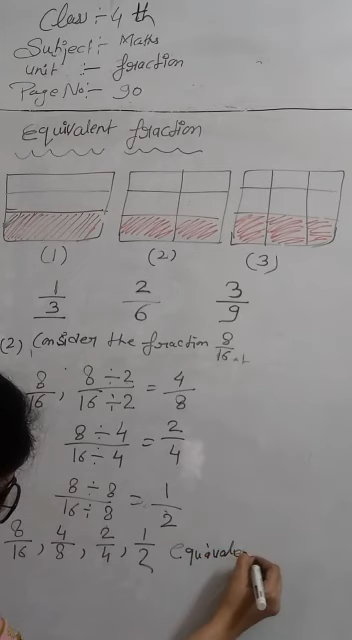 Class :- 4 th
Subject :- Maths
unit :- fraction
Page No :- 90
Equivalent fraction
(1) (2) (3)
1/3 2/6 3/9
(2) Consider the fraction 8/16
8/16, 8÷2/16÷2 = 4/8
8÷4/16÷4 = 2/4
8÷8/16÷8 = 1/2
8/16, 4/8, 2/4, 1/2 equivale